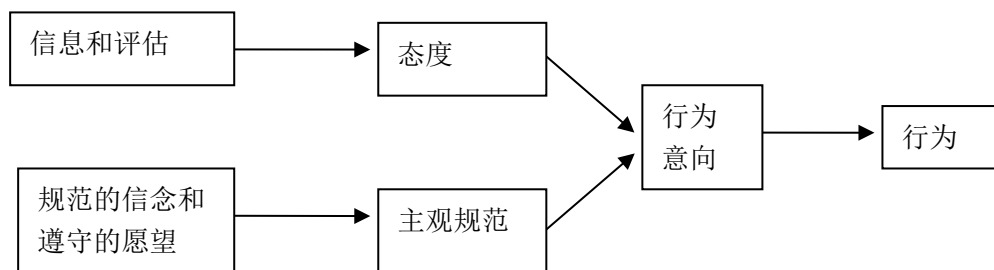 信息和评估
态度
行为
意向
行为
规范的信念和
遵守的愿望
主观规范